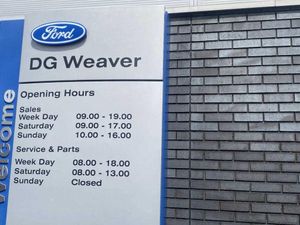 Ford
DG Weaver
Opening Hours
Sales
Week Day 09.00 - 19.00
Saturday 09.00 - 17.00
Sunday 10.00 - 16.00
Service & Parts
Week Day 08.00 - 18.00
Saturday 08.00 - 13.00
Sunday Closed
Welcome